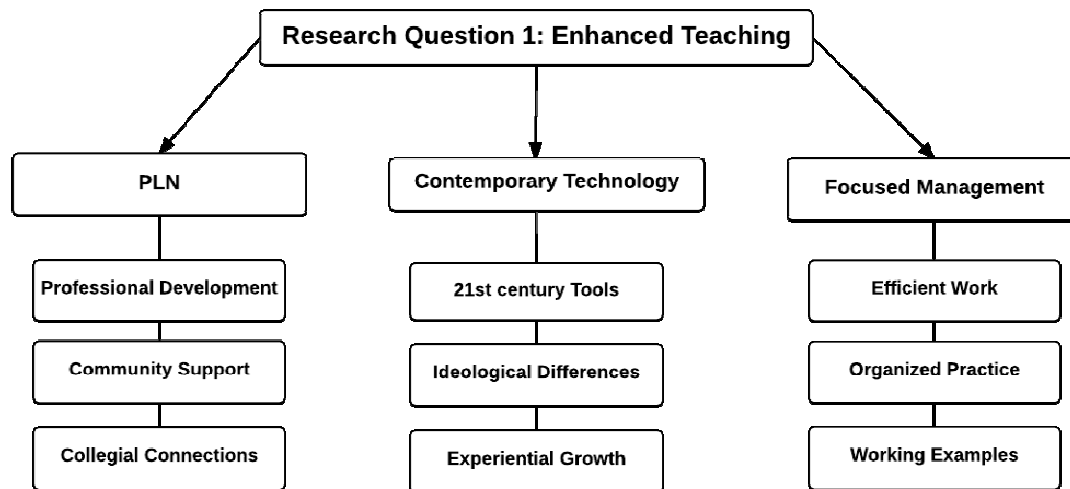 Research Question 1: Enhanced Teaching
PLN
Professional Development
Community Support
Collegial Connections
Contemporary Technology
21st century Tools
Ideological Differences
Experiential Growth
Focused Management
Efficient Work
Organized Practice
Working Examples